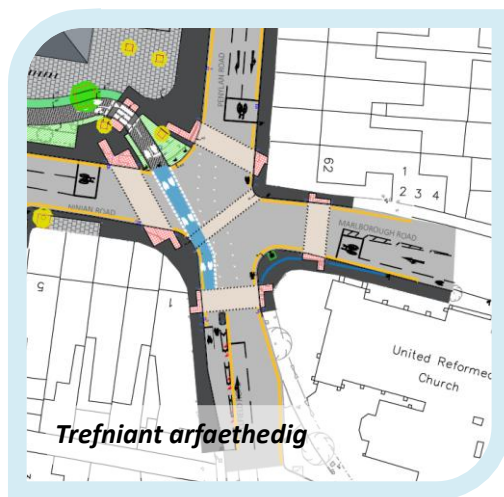 PENYLAN ROAD
62
1
2 3 4
NINIAN ROAD
MARLBOROUGH ROAD
5
1
United Reformed
Church
Trefniant arfaethedig